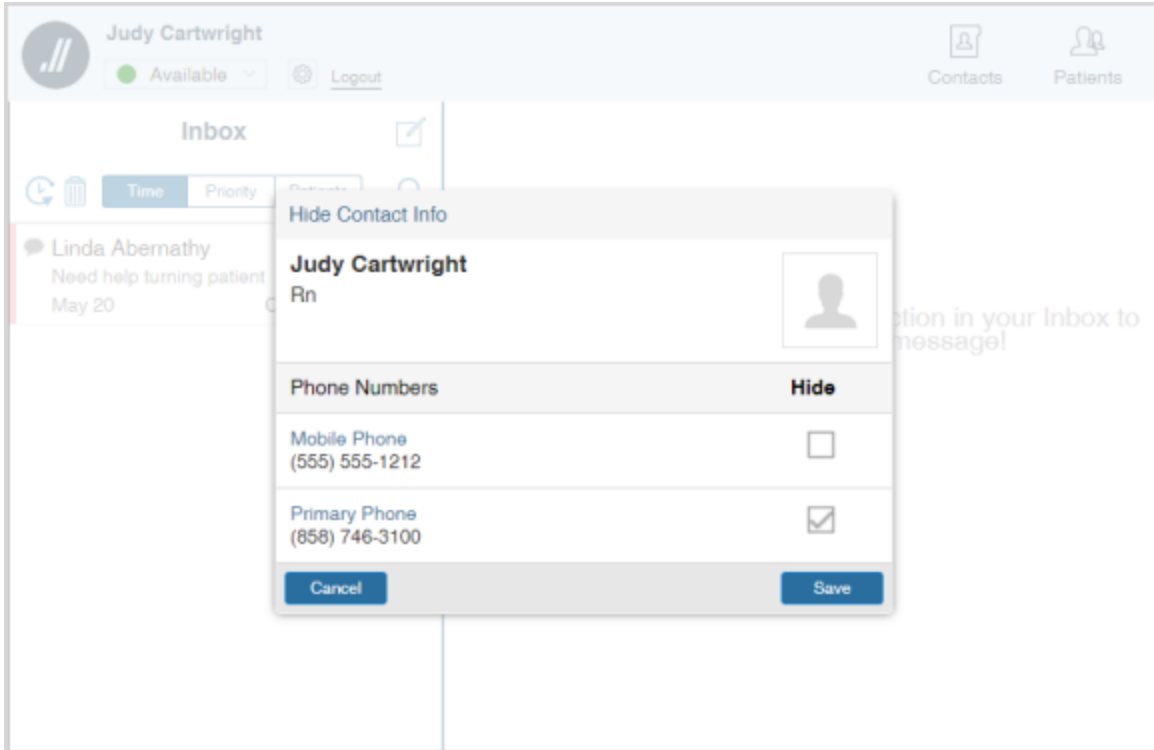 Judy Cartwright
Available
Logout
Contacts
Patients
Inbox
Time
Priority
Patients
Linda Abernathy
Need help turning patient
May 20
Hide Contact Info
Judy Cartwright
Rn
in your Inbox to
message!
Phone Numbers
Hide
Mobile Phone
(555) 555-1212
Primary Phone
(858) 746-3100
Cancel
Save